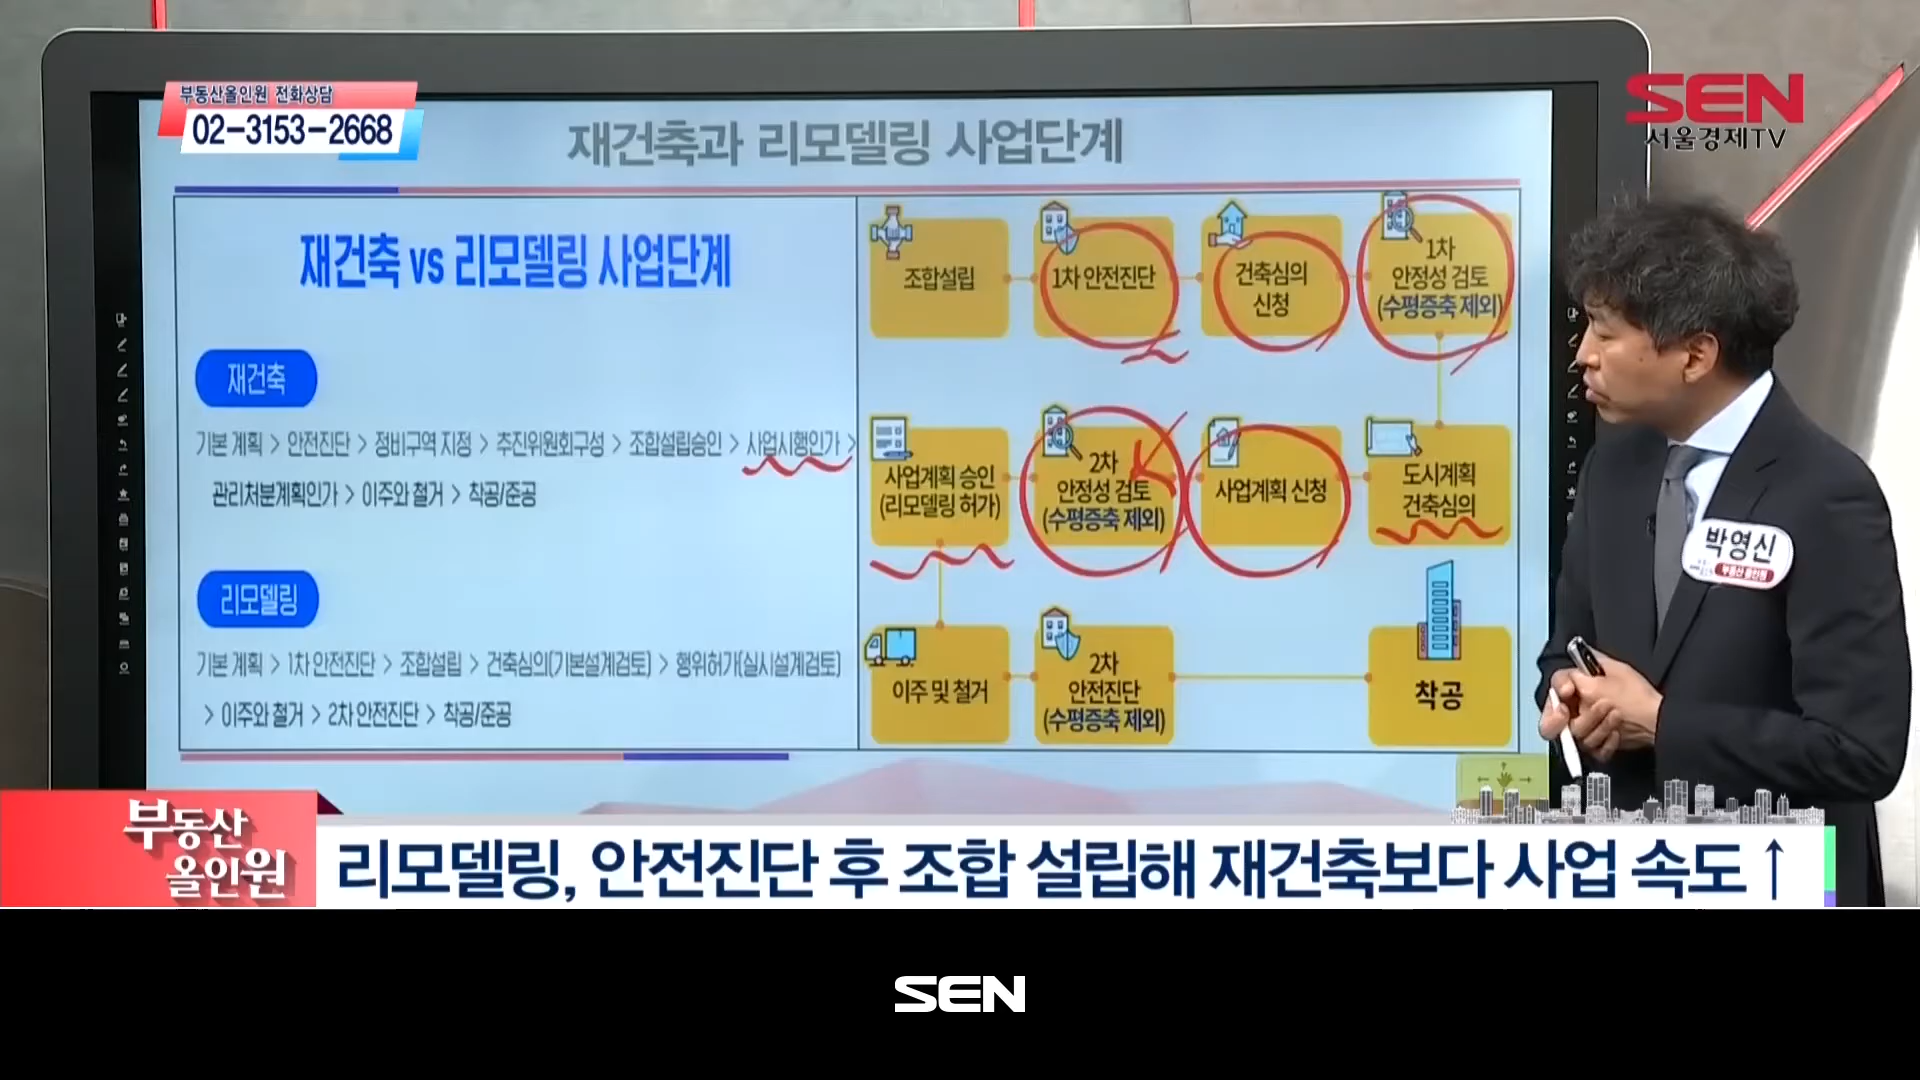 부동산올인원 전화상담
02-3153-2668
SEN
서울경제TV
재건축과 리모델링 사업단계
재건축 vs 리모델링 사업단계
재건축
기본 계획 > 안전진단 > 정비구역 지정 > 추진위원회구성 > 조합설립승인 > 사업시행인가 >
관리처분계획인가 > 이주와 철거 > 착공/준공
리모델링
기본 계획 > 1차 안전진단 > 조합설립 > 건축심의(기본설계검토) > 행위허가(실시설계검토)
> 이주와 철거 > 2차 안전진단 > 착공/준공
조합설립
1차 안전진단
건축심의
신청
1차
안정성 검토
(수평증축 제외)
사업계획 승인
(리모델링 허가)
2차
안정성 검토
(수평증축 제외)
사업계획 신청
도시계획
건축심의
이주 및 철거
2차
안전진단
(수평증축 제외)
착공
박영신
부동산 올인원
부동산
올인원
리모델링, 안전진단 후 조합 설립해 재건축보다 사업 속도↑
SEN